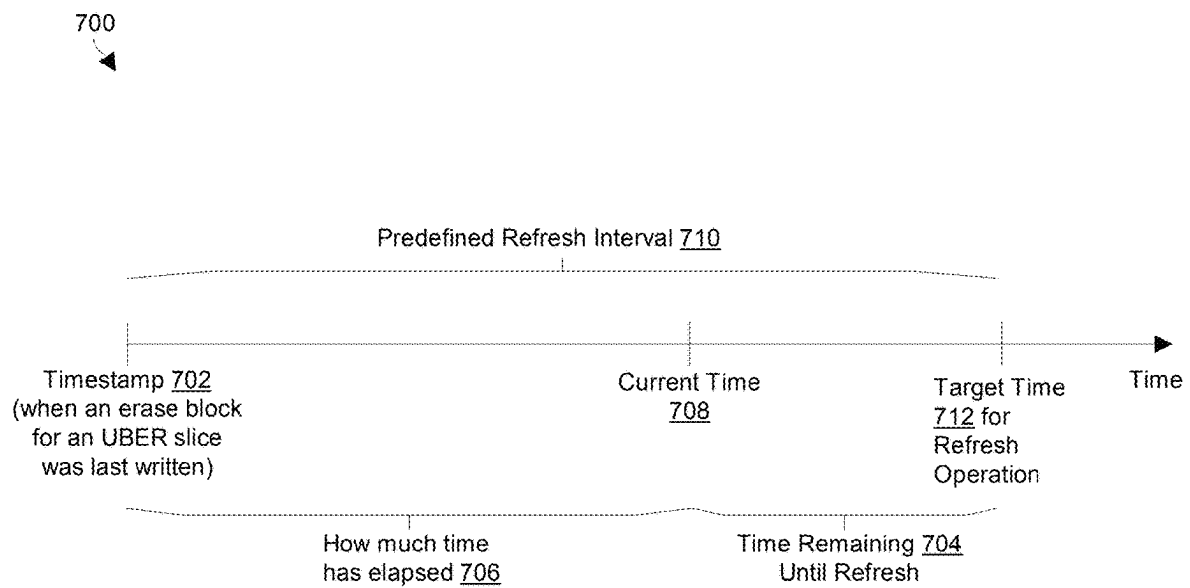 700
Predefined Refresh Interval 710
Timestamp 702
(when an erase block
for an UBER slice
was last written)
Current Time
708
Target Time
712 for
Refresh
Operation
Time
How much time
has elapsed 706
Time Remaining 704
Until Refresh